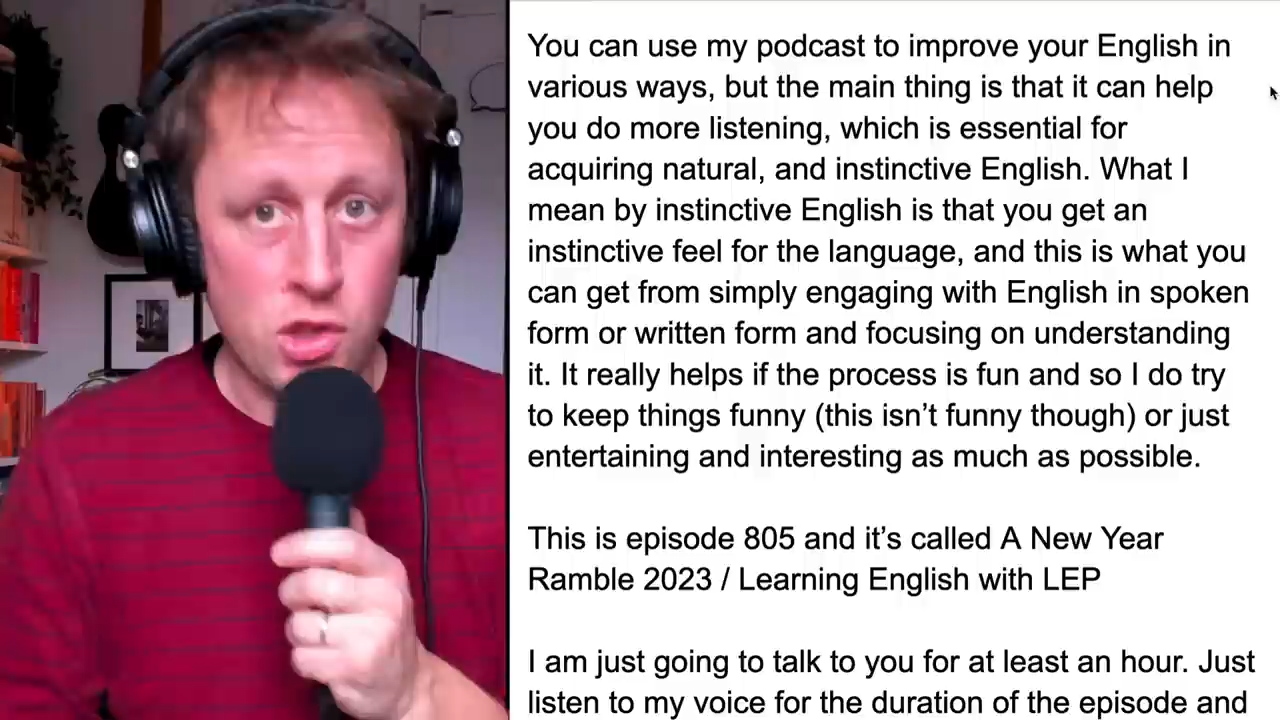 You can use my podcast to improve your English in
various ways, but the main thing is that it can help
you do more listening, which is essential for
acquiring natural, and instinctive English. What I
mean by instinctive English is that you get an
instinctive feel for the language, and this is what you
can get from simply engaging with English in spoken
form or written form and focusing on understanding
it. It really helps if the process is fun and so I do try
to keep things funny (this isn’t funny though) or just
entertaining and interesting as much as possible.
This is episode 805 and it’s called A New Year
Ramble 2023 / Learning English with LEP
I am just going to talk to you for at least an hour. Just
listen to my voice for the duration of the episode and